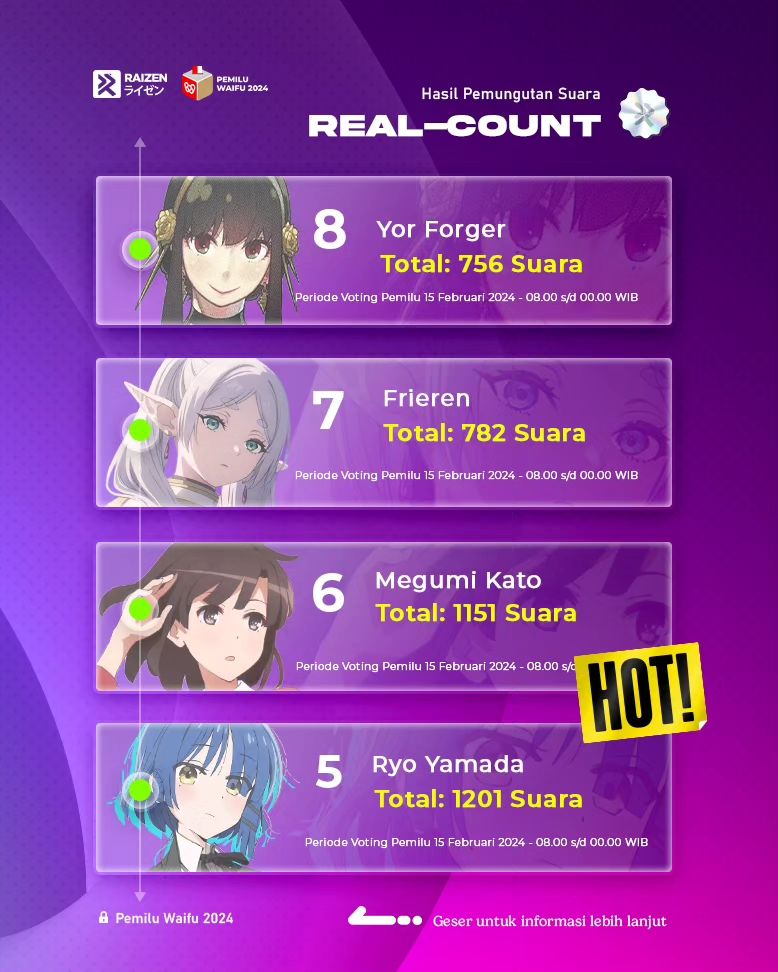 RAIZEN
ライゼン
PEMILU
WAIFU 2024
Hasil Pemungutan Suara
REAL-COUNT
8
Yor Forger
Total: 756 Suara
Periode Voting Pemilu 15 Februari 2024 - 08.00 s/d 00.00 WIB
7
Frieren
Total: 782 Suara
Periode Voting Pemilu 15 Februari 2024 - 08.00 s/d 00.00 WIB
6
Megumi Kato
Total: 1151 Suara
Periode Voting Pemilu 15 Februari 2024 - 08.00 s/d
HOT!
5
Ryo Yamada
Total: 1201 Suara
Periode Voting Pemilu 15 Februari 2024 - 08.00 s/d 00.00 WIB
Pemilu Waifu 2024
Geser untuk informasi lebih lanjut